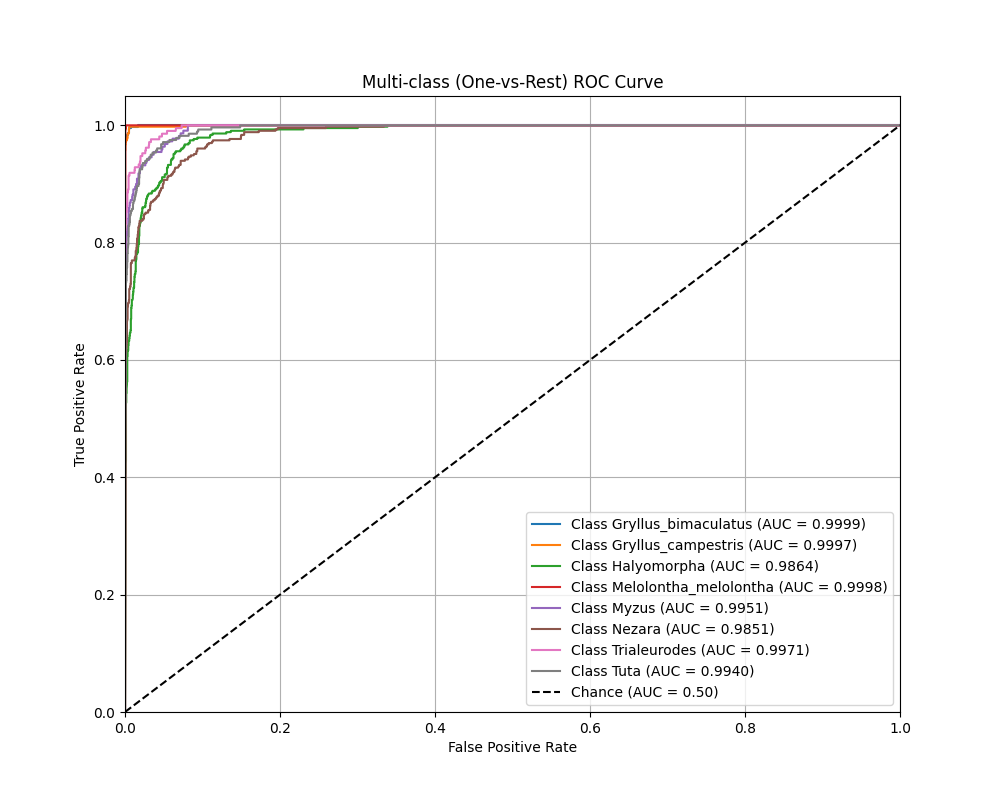 Multi-class (One-vs-Rest) ROC Curve
True Positive Rate
1.0
0.8
0.6
0.4
0.2
0.0
Class Gryllus_bimaculatus (AUC = 0.9999)
Class Gryllus_campestris (AUC = 0.9997)
Class Halyomorpha (AUC = 0.9864)
Class Melolontha_melolontha (AUC = 0.9998)
Class Myzus (AUC = 0.9951)
Class Nezara (AUC = 0.9851)
Class Trialeurodes (AUC = 0.9971)
Class Tuta (AUC = 0.9940)
Chance (AUC = 0.50)
0.0 0.2 0.4 0.6 0.8 1.0
False Positive Rate